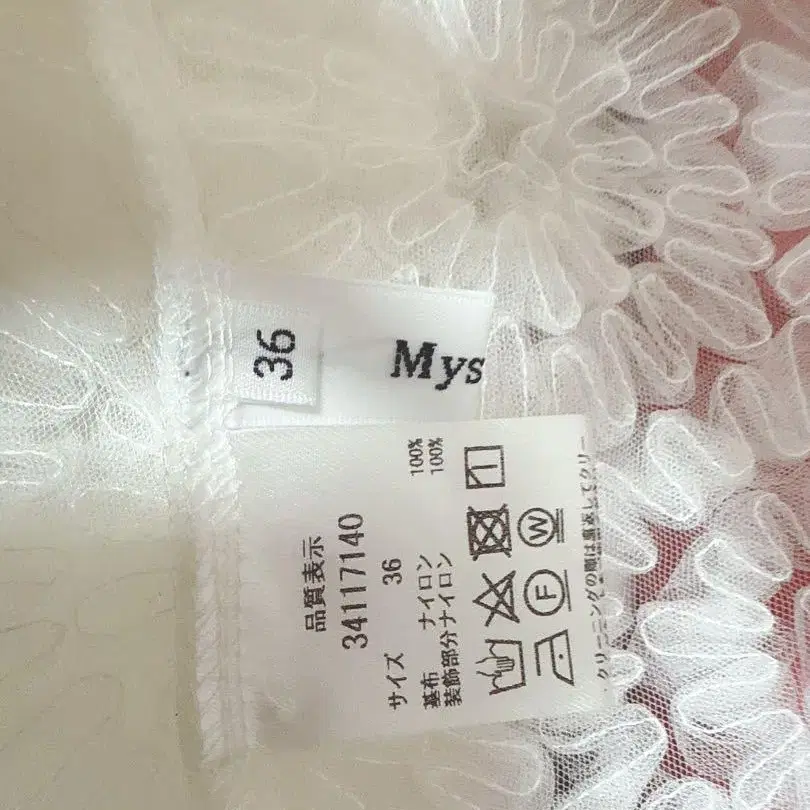 36
Mys
品質表示
34117140
サイズ 36
基布 ナイロン 100%
装飾部分ナイロン 100%
F W
クリーニングの際は裏返してクリー